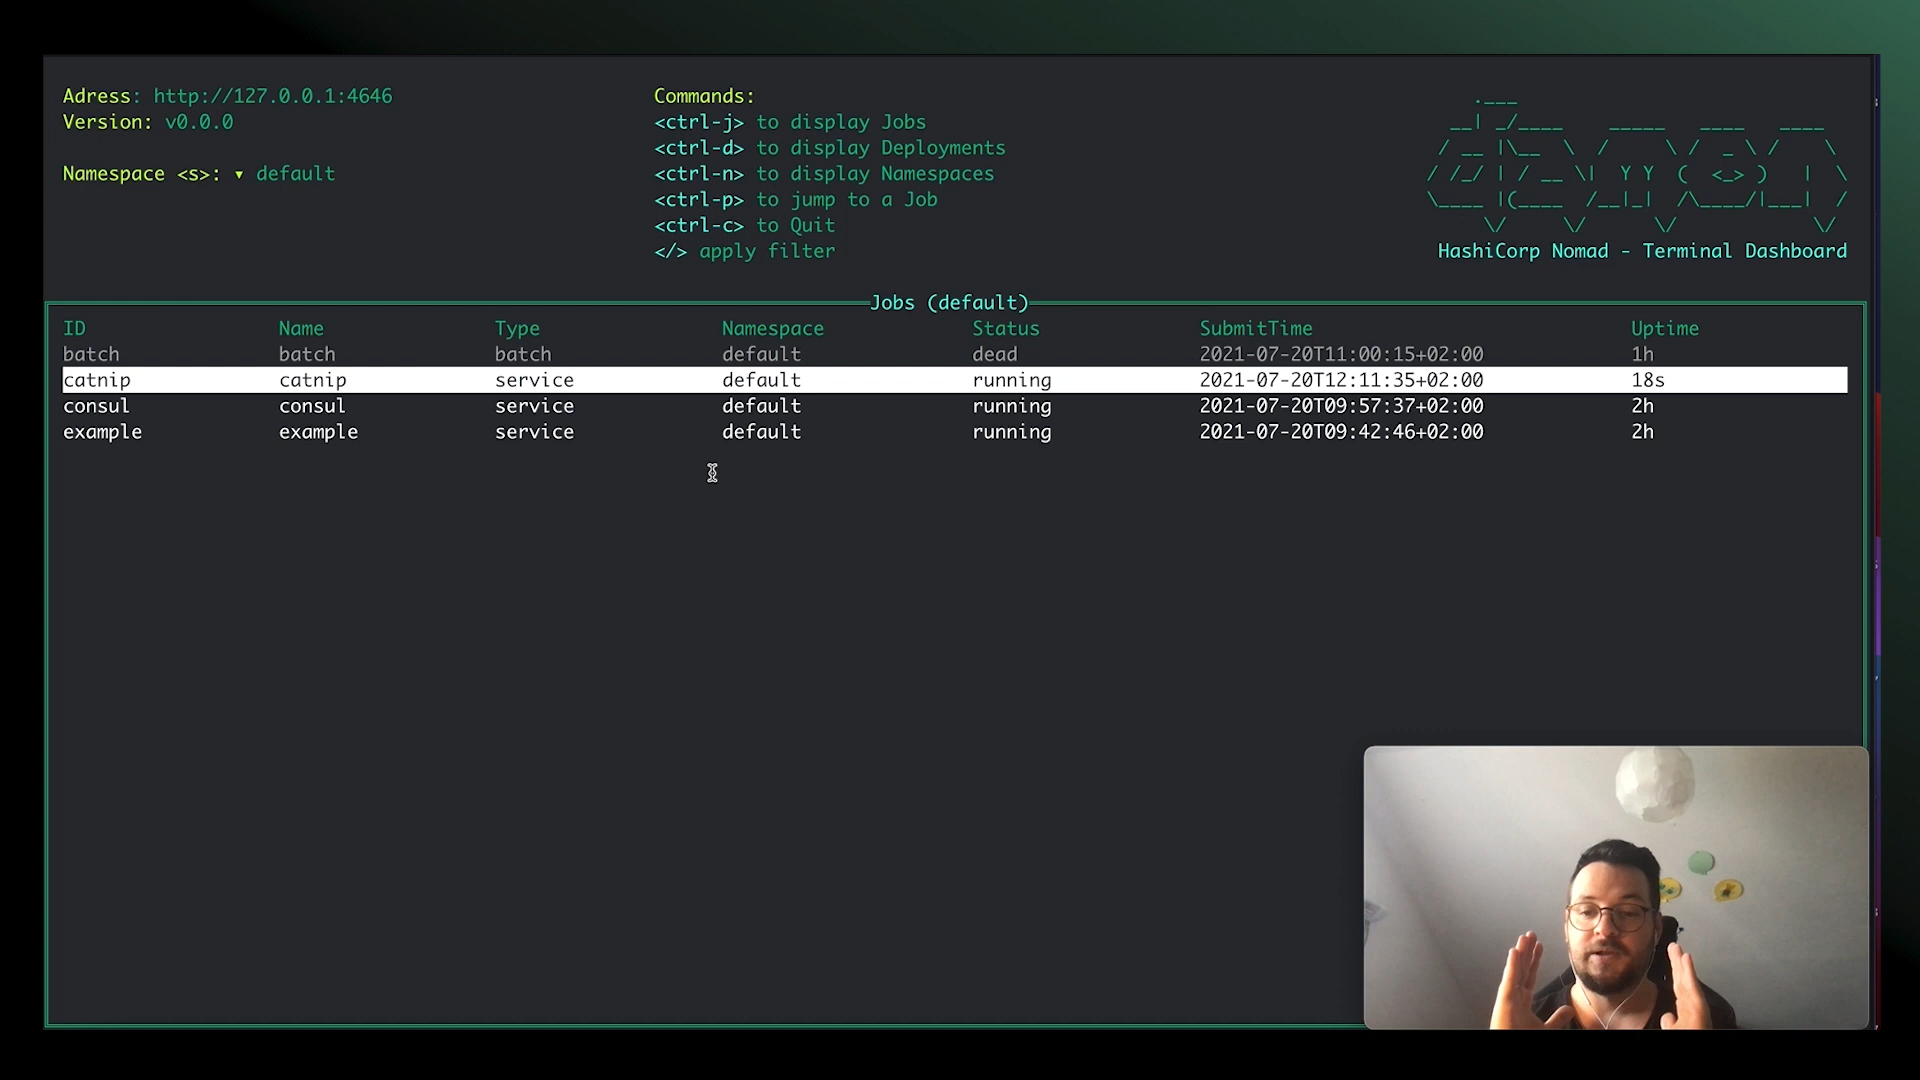 Adress: http://127.0.0.1:4646
Version: v0.0.0
Namespace <s>: ▾ default
Commands:
<ctrl-j> to display Jobs
<ctrl-d> to display Deployments
<ctrl-n> to display Namespaces
<ctrl-p> to jump to a Job
<ctrl-c> to Quit
</> apply filter
damon
HashiCorp Nomad - Terminal Dashboard
Jobs (default)
ID Name Type Namespace Status SubmitTime Uptime
batch batch batch default dead 2021-07-20T11:00:15+02:00 1h
catnip catnip service default running 2021-07-20T12:11:35+02:00 18s
consul consul service default running 2021-07-20T09:57:37+02:00 2h
example example service default running 2021-07-20T09:42:46+02:00 2h